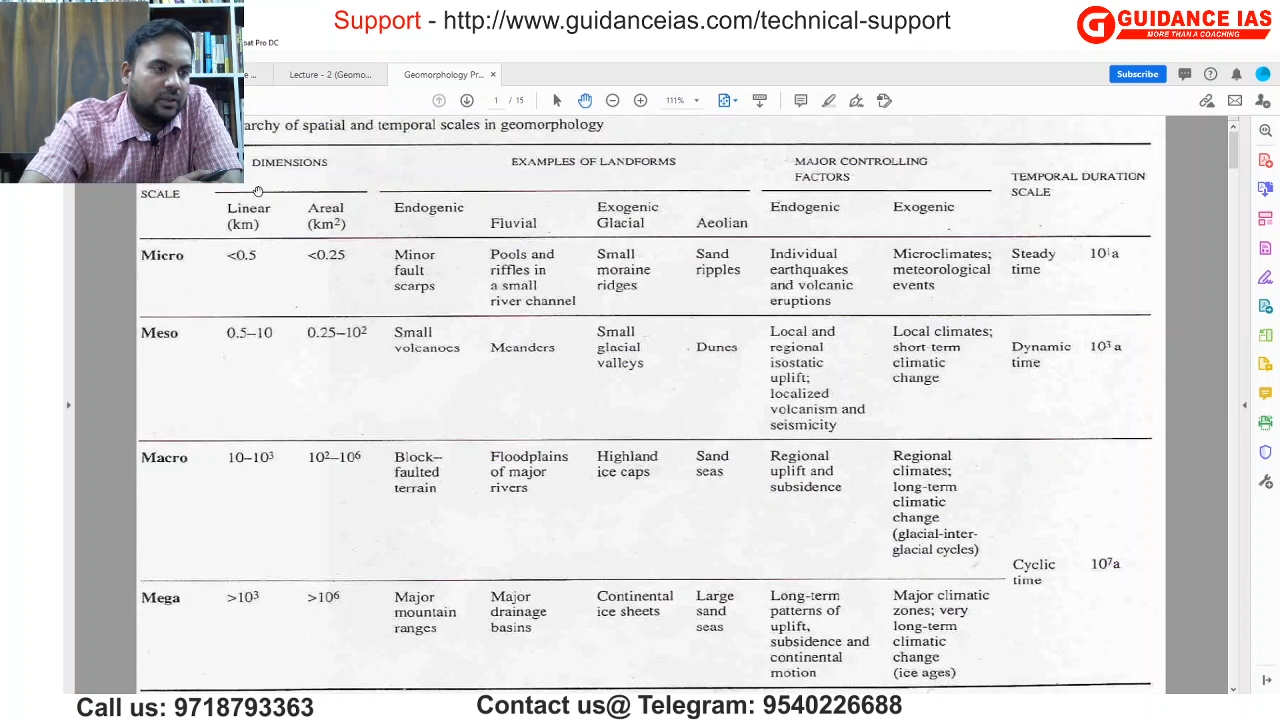 Support - http://www.guidanceias.com/technical-support
GUIDANCE IAS
MORE THAN A COACHING
bat Pro DC
Lecture - 2 (Geomo...
Geomorphology Pr...
Subscribe
1 / 15
111%
archy of spatial and temporal scales in geomorphology
DIMENSIONS EXAMPLES OF LANDFORMS MAJOR CONTROLLING
FACTORS TEMPORAL DURATION
SCALE SCALE
Linear Areal Endogenic Exogenic Endogenic Exogenic
(km) (km²) Fluvial Glacial Aeolian
Micro <0.5 <0.25 Minor Pools and Small Sand Individual Microclimates; Steady 10¹a
fault riffles in moraine ripples earthquakes meteorological time
scarps a small ridges and volcanic events
river channel eruptions
Meso 0.5–10 0.25–10² Small Small Local and Local climates;
volcanoes Meanders glacial Dunes regional short-term Dynamic 10³ a
valleys isostatic climatic time
uplift; change
localized
volcanism and
seismicity
Macro 10–10³ 10²–10⁶ Block– Floodplains Highland Sand Regional Regional
faulted of major ice caps seas uplift and climates;
terrain rivers subsidence long-term
climatic
change
(glacial-inter-
glacial cycles)
Cyclic 10⁷a
time
Mega >10³ >10⁶ Major Major Continental Large Long-term Major climatic
mountain drainage ice sheets sand patterns of zones; very
ranges basins seas uplift, long-term
subsidence and climatic
continental change
motion (ice ages)
Call us: 9718793363
Contact us@ Telegram: 9540226688